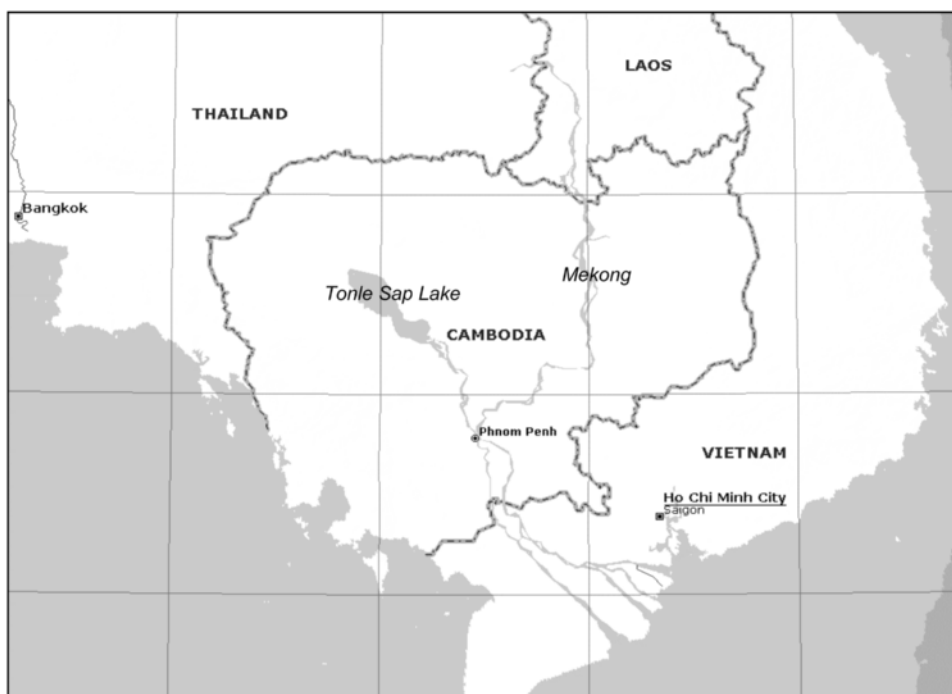 LAOS
THAILAND
Bangkok
Mekong
Tonle Sap Lake
CAMBODIA
Phnom Penh
VIETNAM
Ho Chi Minh City
Saigon